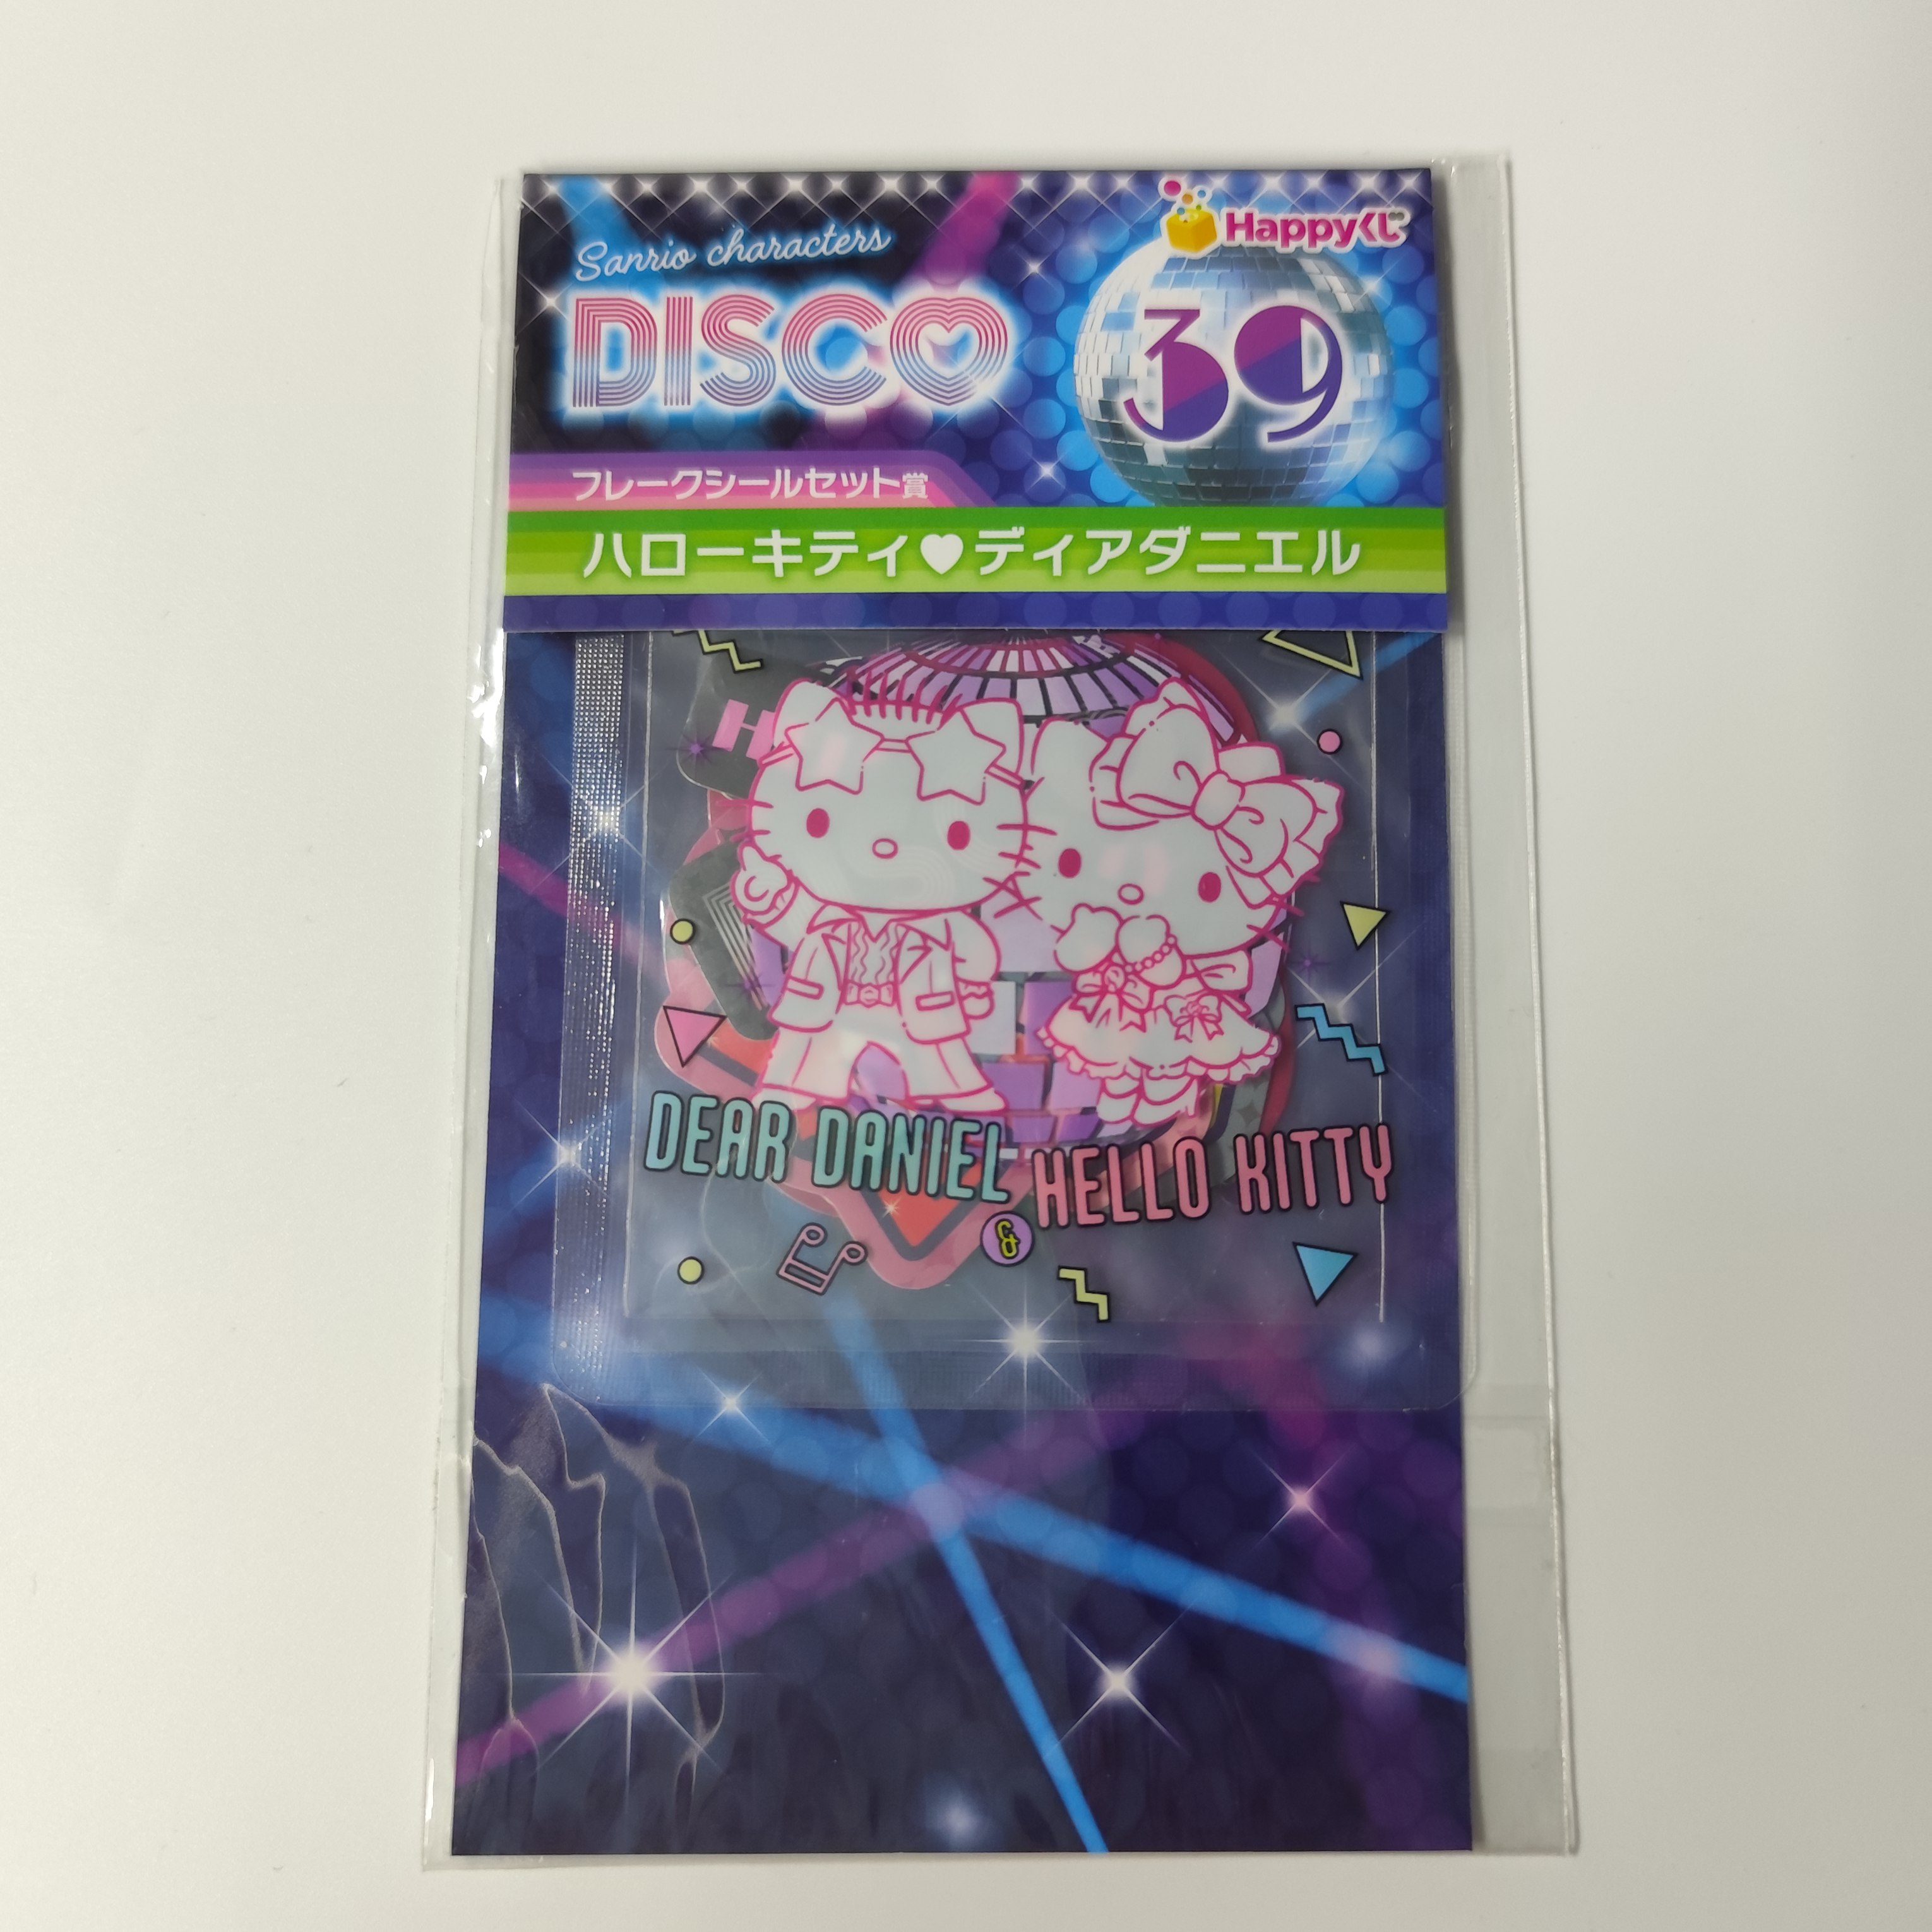 Happyくじ
Sanrio characters
DISCO
39
フレークシールセット賞
ハローキティ♥ディアダニエル
H
DEAR DANIEL
&
HELLO KITTY